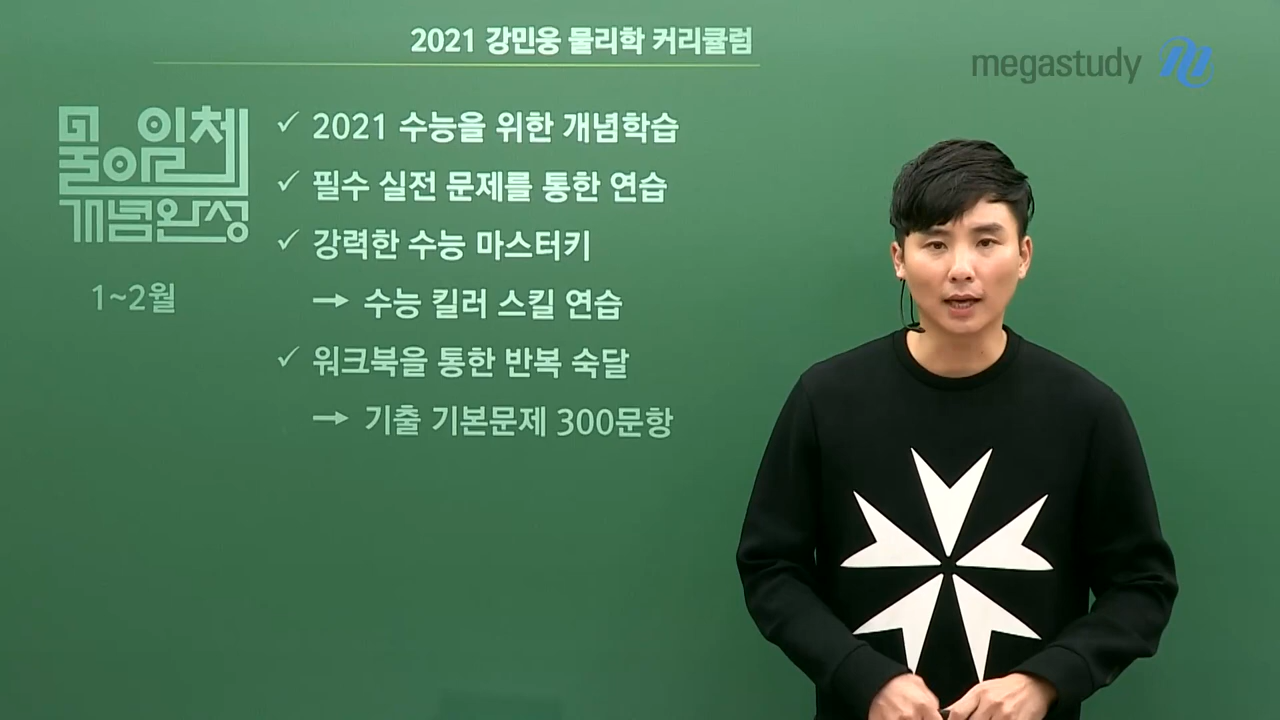 2021 강민웅 물리학 커리큘럼
megastudy
물아일체
개념완성
1~2월
✓ 2021 수능을 위한 개념학습
✓ 필수 실전 문제를 통한 연습
✓ 강력한 수능 마스터키
→ 수능 킬러 스킬 연습
✓ 워크북을 통한 반복 숙달
→ 기출 기본문제 300문항